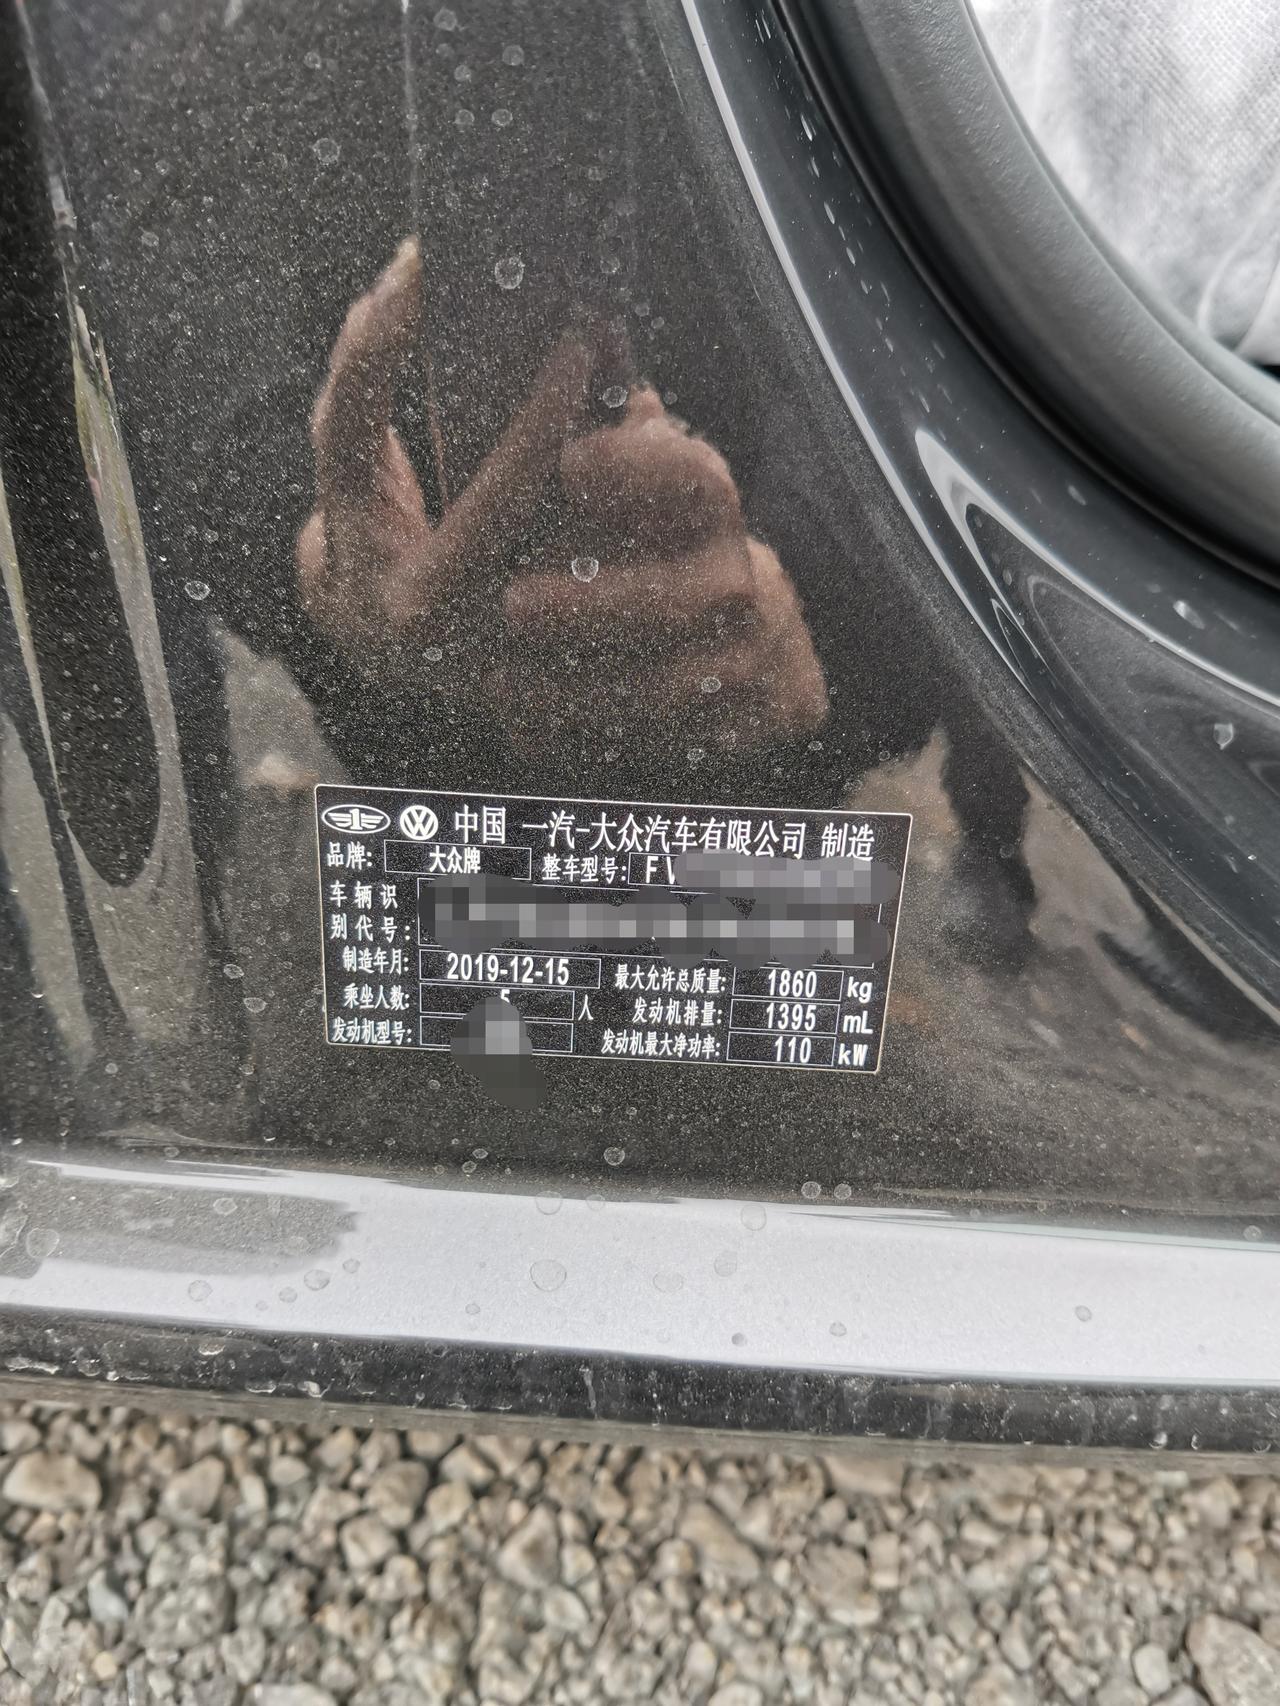 中国 一汽-大众汽车有限公司 制造
品牌: 大众牌 整车型号: FV
车辆识
别代号:
制造年月: 2019-12-15 最大允许总质量: 1860 kg
乘坐人数: 5 人 发动机排量: 1395 mL
发动机型号: 发动机最大净功率: 110 kW